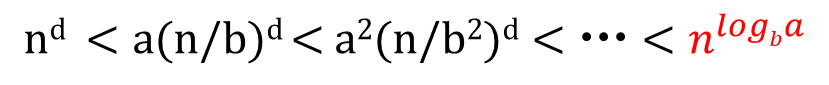 nᵈ < a(n/b)ᵈ < a²(n/b²)ᵈ < ⋯ < n^{log_b a}